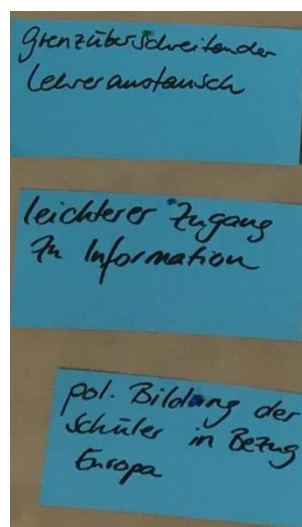 grenzüberschreitender
Lehreraustausch
leichterer Zugang
zu Information
pol. Bildung der
Schüler in Bezug
Europa